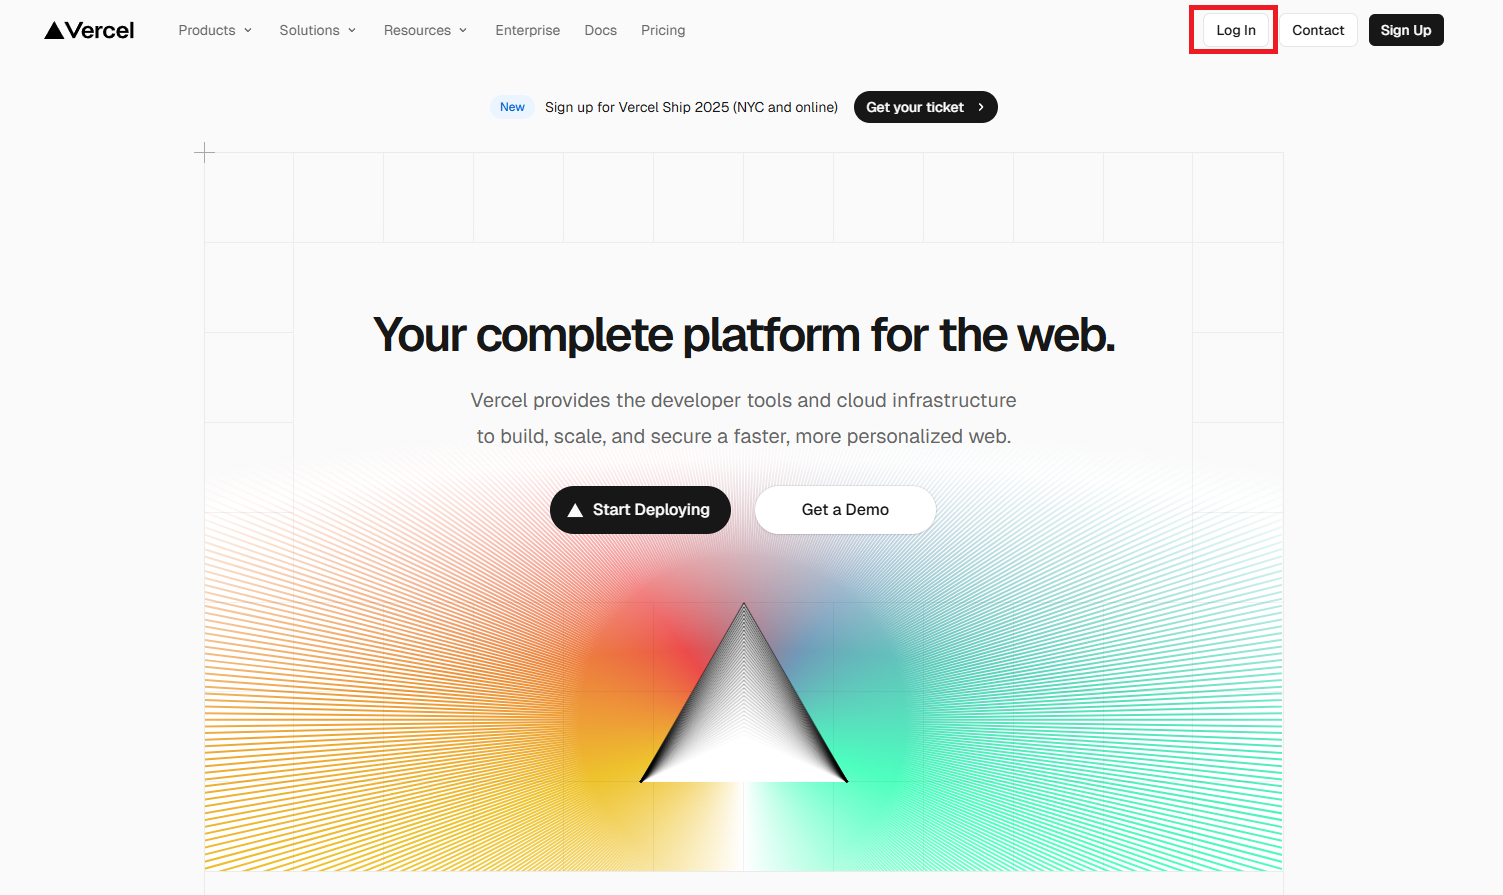 Vercel
Products
Solutions
Resources
Enterprise
Docs
Pricing
Log In
Contact
Sign Up
New
Sign up for Vercel Ship 2025 (NYC and online)
Get your ticket
Your complete platform for the web.
Vercel provides the developer tools and cloud infrastructure
to build, scale, and secure a faster, more personalized web.
Start Deploying
Get a Demo